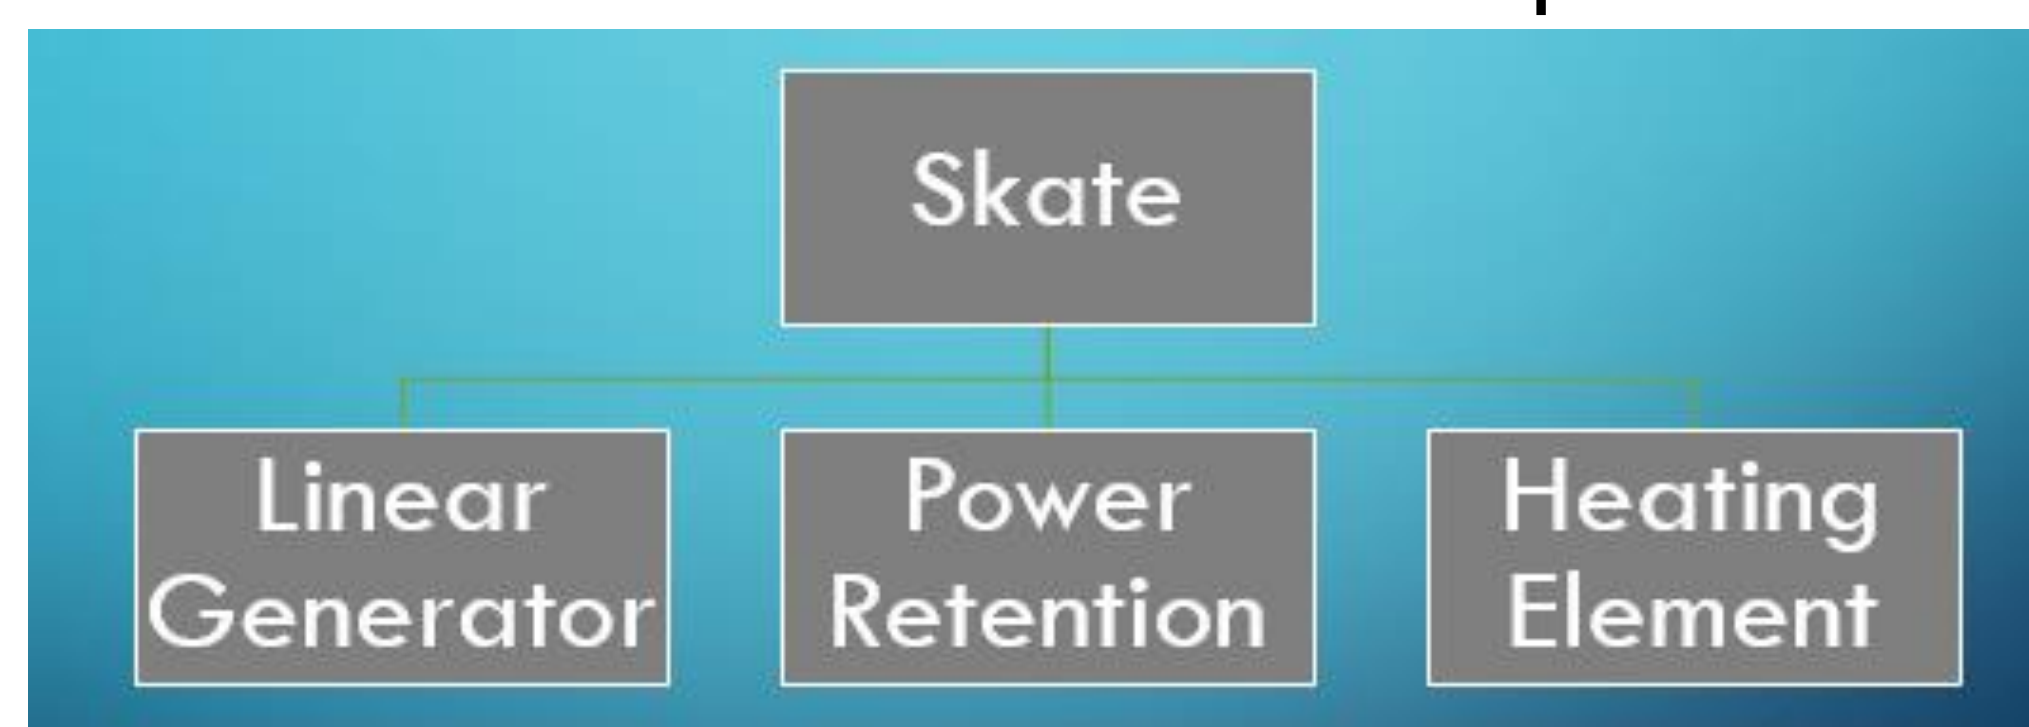 Skate
Linear
Generator
Power
Retention
Heating
Element